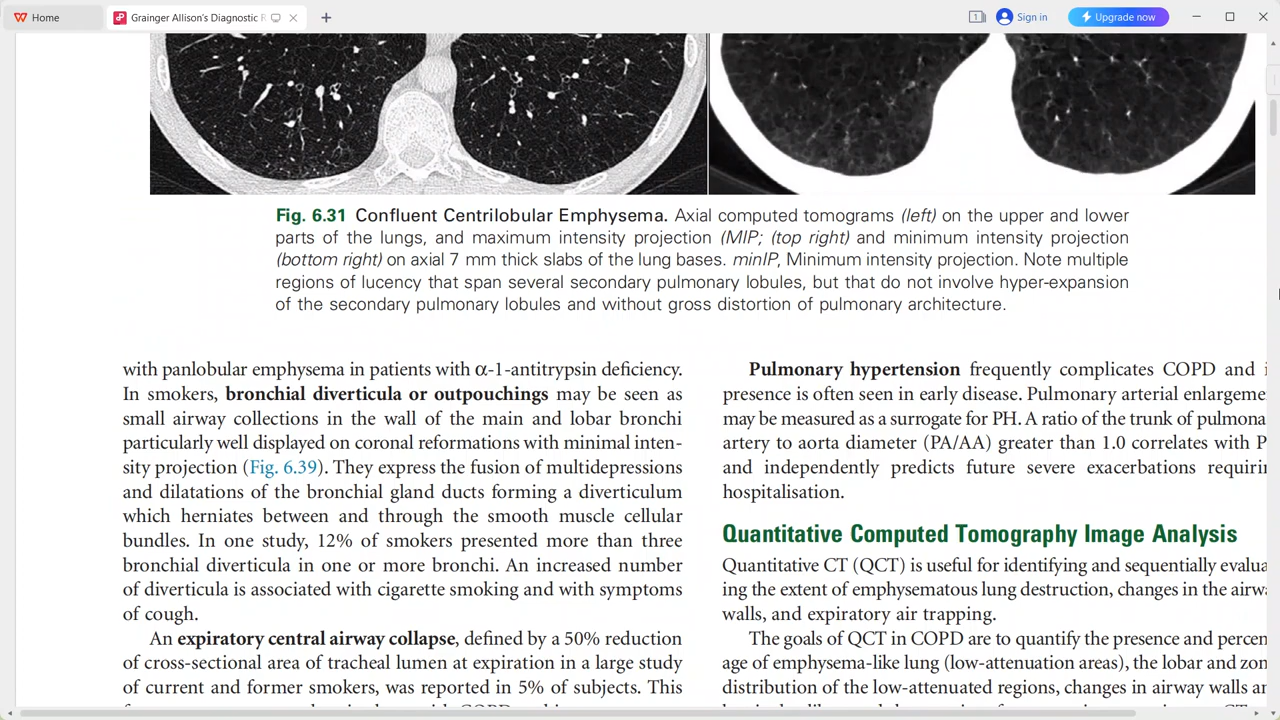 Home
Grainger Allison's Diagnostic R
1
Sign in
Upgrade now
Fig. 6.31 Confluent Centrilobular Emphysema. Axial computed tomograms (left) on the upper and lower
parts of the lungs, and maximum intensity projection (MIP; (top right) and minimum intensity projection
(bottom right) on axial 7 mm thick slabs of the lung bases. minIP, Minimum intensity projection. Note multiple
regions of lucency that span several secondary pulmonary lobules, but that do not involve hyper-expansion
of the secondary pulmonary lobules and without gross distortion of pulmonary architecture.
with panlobular emphysema in patients with α-1-antitrypsin deficiency.
In smokers, bronchial diverticula or outpouchings may be seen as
small airway collections in the wall of the main and lobar bronchi
particularly well displayed on coronal reformations with minimal inten-
sity projection (Fig. 6.39). They express the fusion of multidepressions
and dilatations of the bronchial gland ducts forming a diverticulum
which herniates between and through the smooth muscle cellular
bundles. In one study, 12% of smokers presented more than three
bronchial diverticula in one or more bronchi. An increased number
of diverticula is associated with cigarette smoking and with symptoms
of cough.
An expiratory central airway collapse, defined by a 50% reduction
of cross-sectional area of tracheal lumen at expiration in a large study
of current and former smokers, was reported in 5% of subjects. This
Pulmonary hypertension frequently complicates COPD and i
presence is often seen in early disease. Pulmonary arterial enlargeme
may be measured as a surrogate for PH. A ratio of the trunk of pulmona
artery to aorta diameter (PA/AA) greater than 1.0 correlates with P
and independently predicts future severe exacerbations requirin
hospitalisation.
Quantitative Computed Tomography Image Analysis
Quantitative CT (QCT) is useful for identifying and sequentially evalua
ing the extent of emphysematous lung destruction, changes in the airwa
walls, and expiratory air trapping.
The goals of QCT in COPD are to quantify the presence and percen
age of emphysema-like lung (low-attenuation areas), the lobar and zon
distribution of the low-attenuated regions, changes in airway walls an